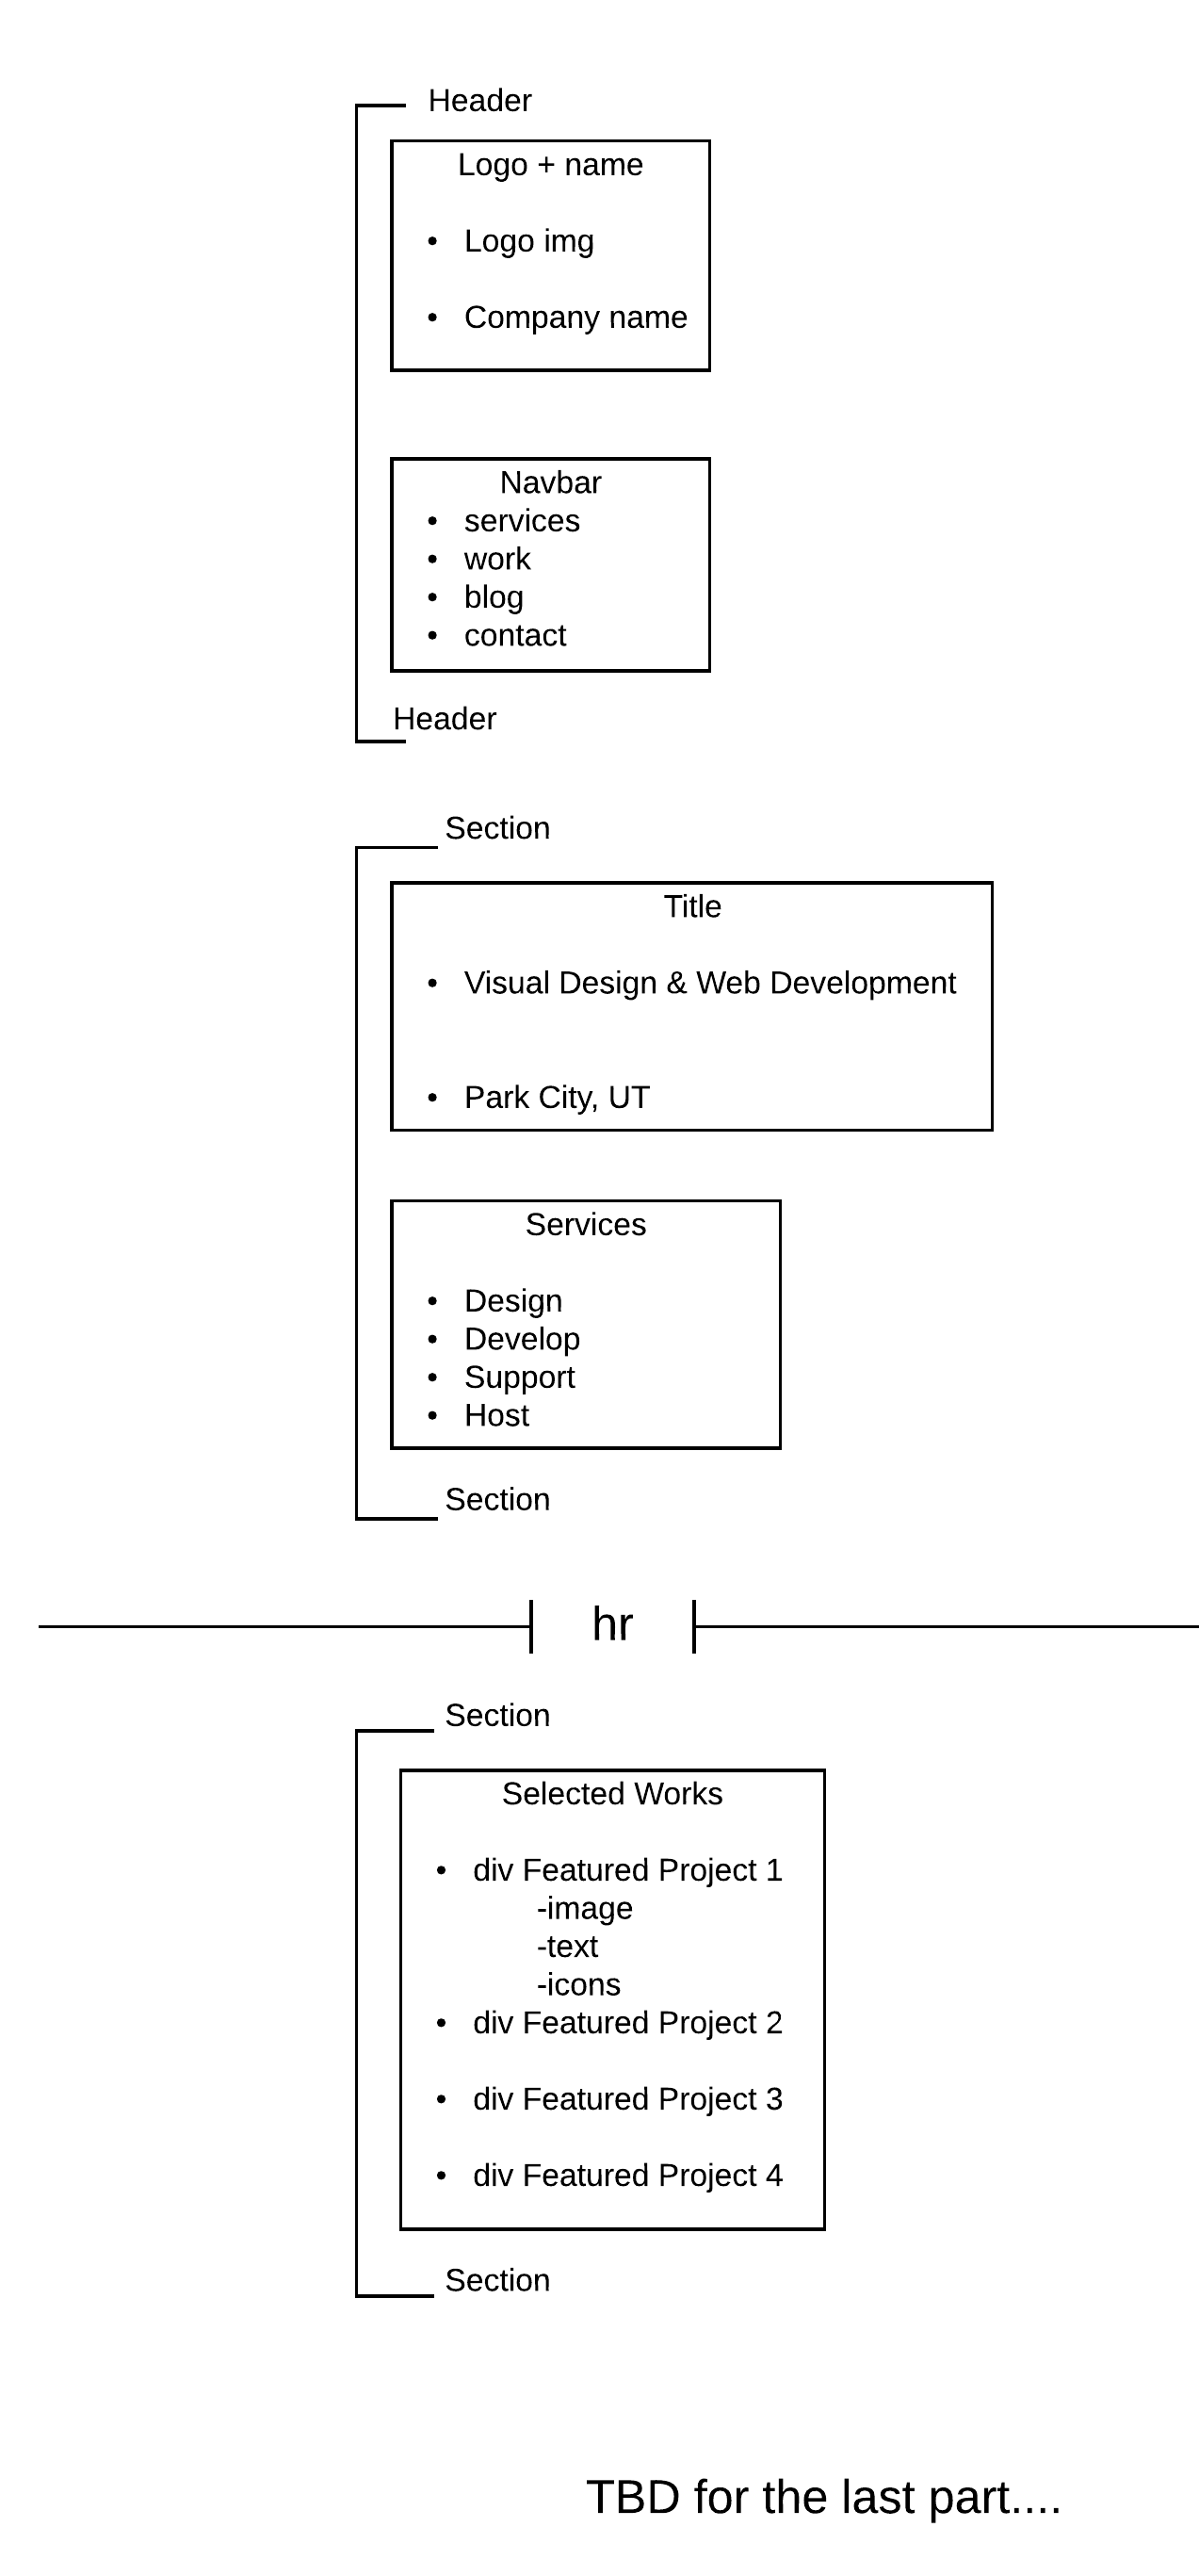 Header
Logo + name
• Logo img
• Company name
Navbar
• services
• work
• blog
• contact
Header
Section
Title
• Visual Design & Web Development
• Park City, UT
Services
• Design
• Develop
• Support
• Host
Section
hr
Section
Selected Works
• div Featured Project 1
-image
-text
-icons
• div Featured Project 2
• div Featured Project 3
• div Featured Project 4
Section
TBD for the last part....